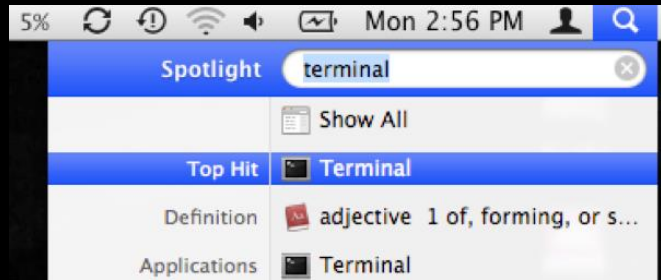 5% Mon 2:56 PM
Spotlight terminal
Show All
Top Hit Terminal
Definition adjective 1 of, forming, or s...
Applications Terminal